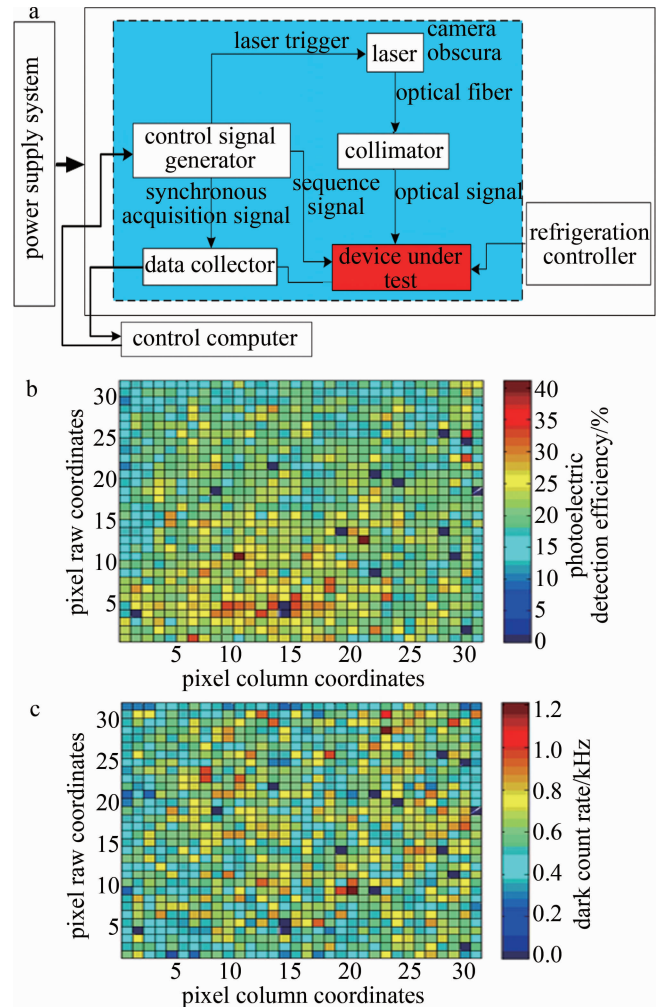 a
power supply system
laser trigger
laser
camera
obscura
optical fiber
control signal
generator
collimator
synchronous
acquisition signal
sequence
signal
optical signal
data collector
device under
test
refrigeration
controller
control computer
b
pixel raw coordinates
30
25
20
15
10
5
5 10 15 20 25 30
pixel column coordinates
40
35
30
25
20
15
10
5
0
photoelectric
detection efficiency/%
c
pixel raw coordinates
30
25
20
15
10
5
5 10 15 20 25 30
pixel column coordinates
1.2
1.0
0.8
0.6
0.4
0.2
0.0
dark count rate/kHz